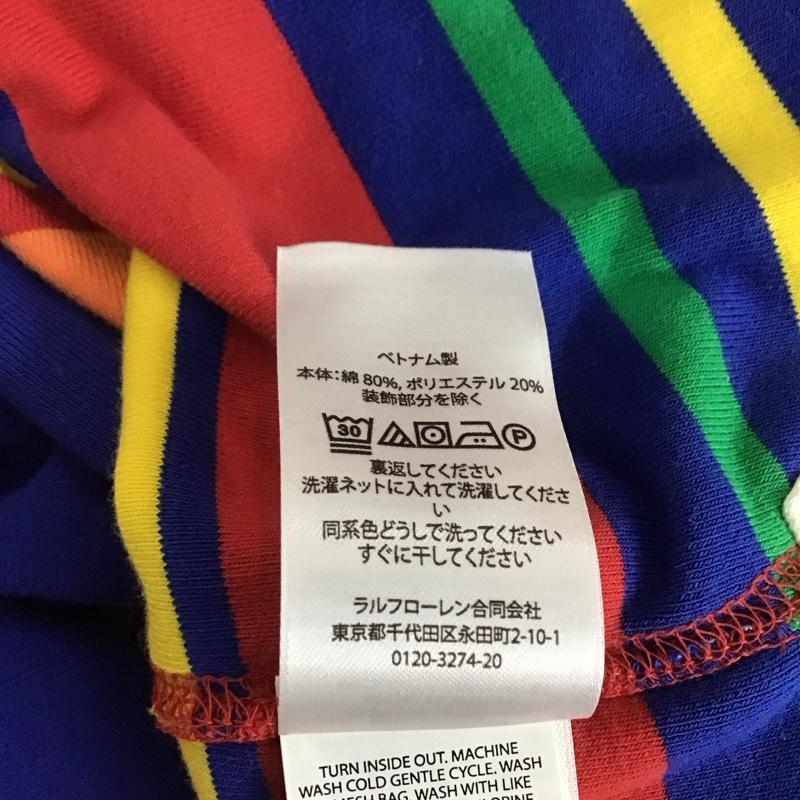 ベトナム製
本体：綿 80%, ポリエステル 20%
装飾部分を除く
30 P
裏返してください
洗濯ネットに入れて洗濯してくださ
い
同系色どうしで洗ってください
すぐに干してください
ラルフローレン合同会社
東京都千代田区永田町2-10-1
0120-3274-20
TURN INSIDE OUT. MACHINE
WASH COLD GENTLE CYCLE. WASH
MESH BAG. WASH WITH LIKE